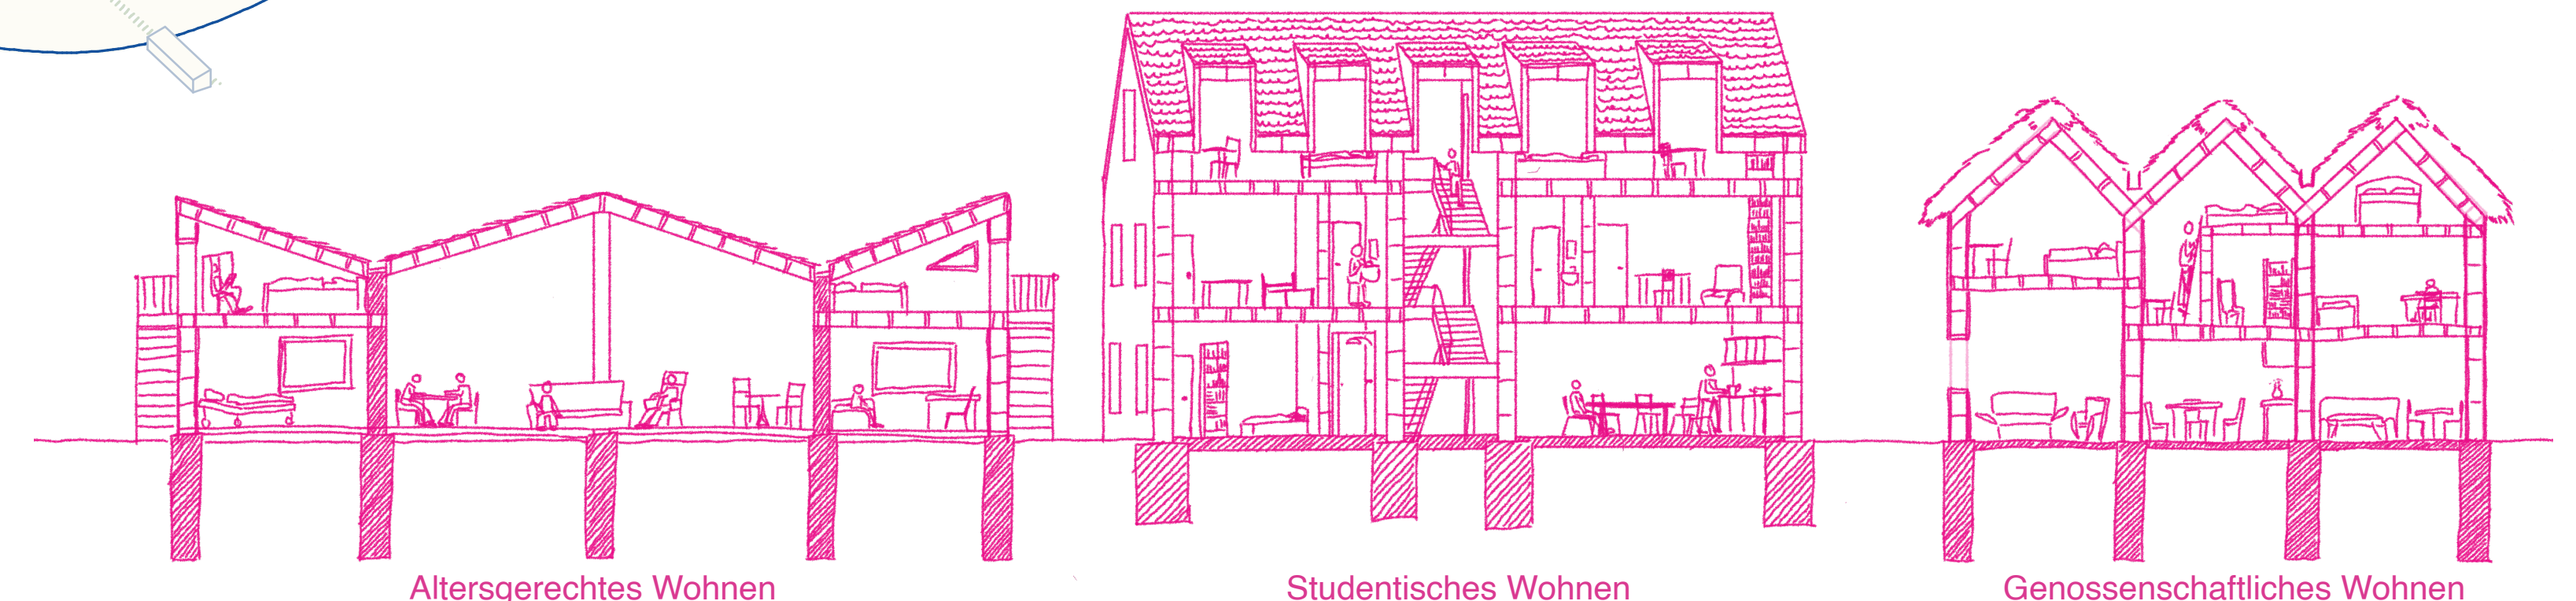 Altersgerechtes Wohnen
Studentisches Wohnen
Genossenschaftliches Wohnen